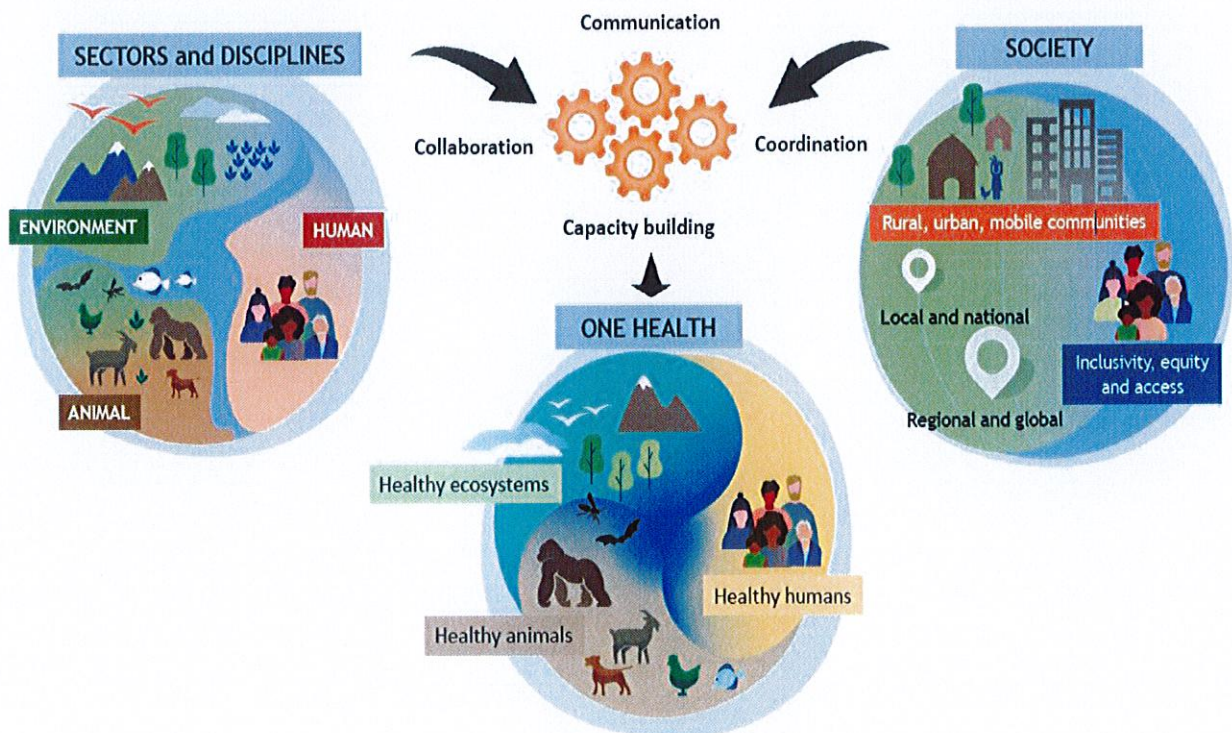 Communication
SECTORS and DISCIPLINES
SOCIETY
Collaboration
Coordination
ENVIRONMENT
HUMAN
Rural, urban, mobile communities
Capacity building
ONE HEALTH
Local and national
Inclusivity, equity
and access
ANIMAL
Regional and global
Healthy ecosystems
Healthy humans
Healthy animals